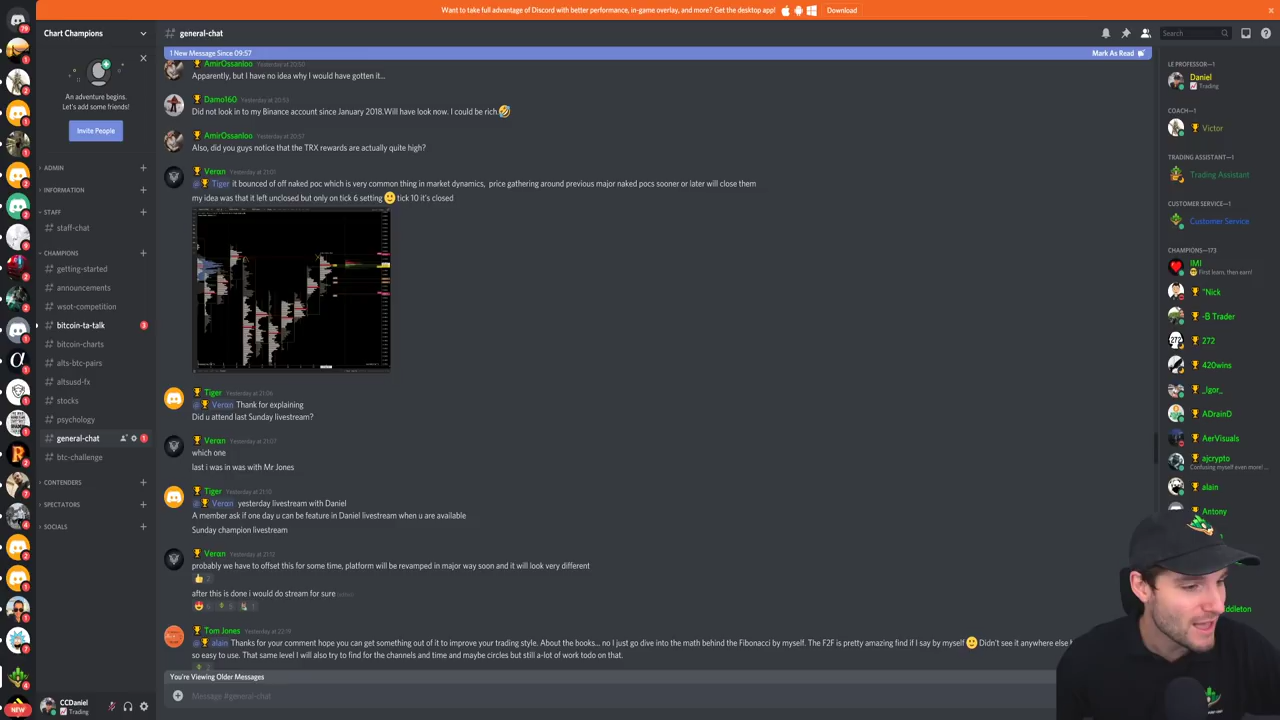 Want to take full advantage of Discord with better performance, in-game overlay, and more? Get the desktop app!
Download
Chart Champions
general-chat
Search
1 New Message Since 09:57
Mark As Read
An adventure begins.
Let's add some friends!
Invite People
ADMIN
INFORMATION
STAFF
staff-chat
CHAMPIONS
getting-started
announcements
wsot-competition
bitcoin-ta-talk
3
bitcoin-charts
alts-btc-pairs
altsusd-fx
stocks
psychology
general-chat
1
btc-challenge
CONTENDERS
SPECTATORS
SOCIALS
CCDaniel
Trading
NEW
AmirOssanloo Yesterday at 20:50
Apparently, but I have no idea why I would have gotten it...
Damo160 Yesterday at 20:53
Did not look in to my Binance account since January 2018.Will have look now. I could be rich 🤣
AmirOssanloo Yesterday at 20:57
Also, did you guys notice that the TRX rewards are actually quite high?
Verαn Yesterday at 21:01
@🏆 Tiger it bounced of off naked poc which is very common thing in market dynamics, price gathering around previous major naked pocs sooner or later will close them
my idea was that it left unclosed but only on tick 6 setting 🙂 tick 10 it's closed
Tiger Yesterday at 21:06
@🏆 Verαn Thank for explaining
Did u attend last Sunday livestream?
Verαn Yesterday at 21:07
which one
last i was in was with Mr Jones
Tiger Yesterday at 21:10
@🏆 Verαn yesterday livestream with Daniel
A member ask if one day u can be feature in Daniel livestream when u are available
Sunday champion livestream
Verαn Yesterday at 21:12
probably we have to offset this for some time, platform will be revamped in major way soon and it will look very different
👍 2
after this is done i would do stream for sure (edited)
6 5 1
Tom Jones Yesterday at 22:19
@🏆 alain Thanks for your comment hope you can get something out of it to improve your trading style. About the books... no I just go dive into the math behind the Fibonacci by myself. The F2F is pretty amazing find if I say by myself 🙂 Didn't see it anywhere else
so easy to use. That same level I will also try to find for the channels and time and maybe circles but still a-lot of work todo on that.
2
You're Viewing Older Messages
Message #general-chat
LE PROFESSOR—1
Daniel
Trading
COACH—1
Victor
TRADING ASSISTANT—1
Trading Assistant
CUSTOMER SERVICE—1
Customer Service
CHAMPIONS—173
IMI
First learn, then earn!
"Nick
-B Trader
272
420wins
_Igor_
ADrainD
AerVisuals
ajcrypto
Confusing myself even more! ...
alain
Antony